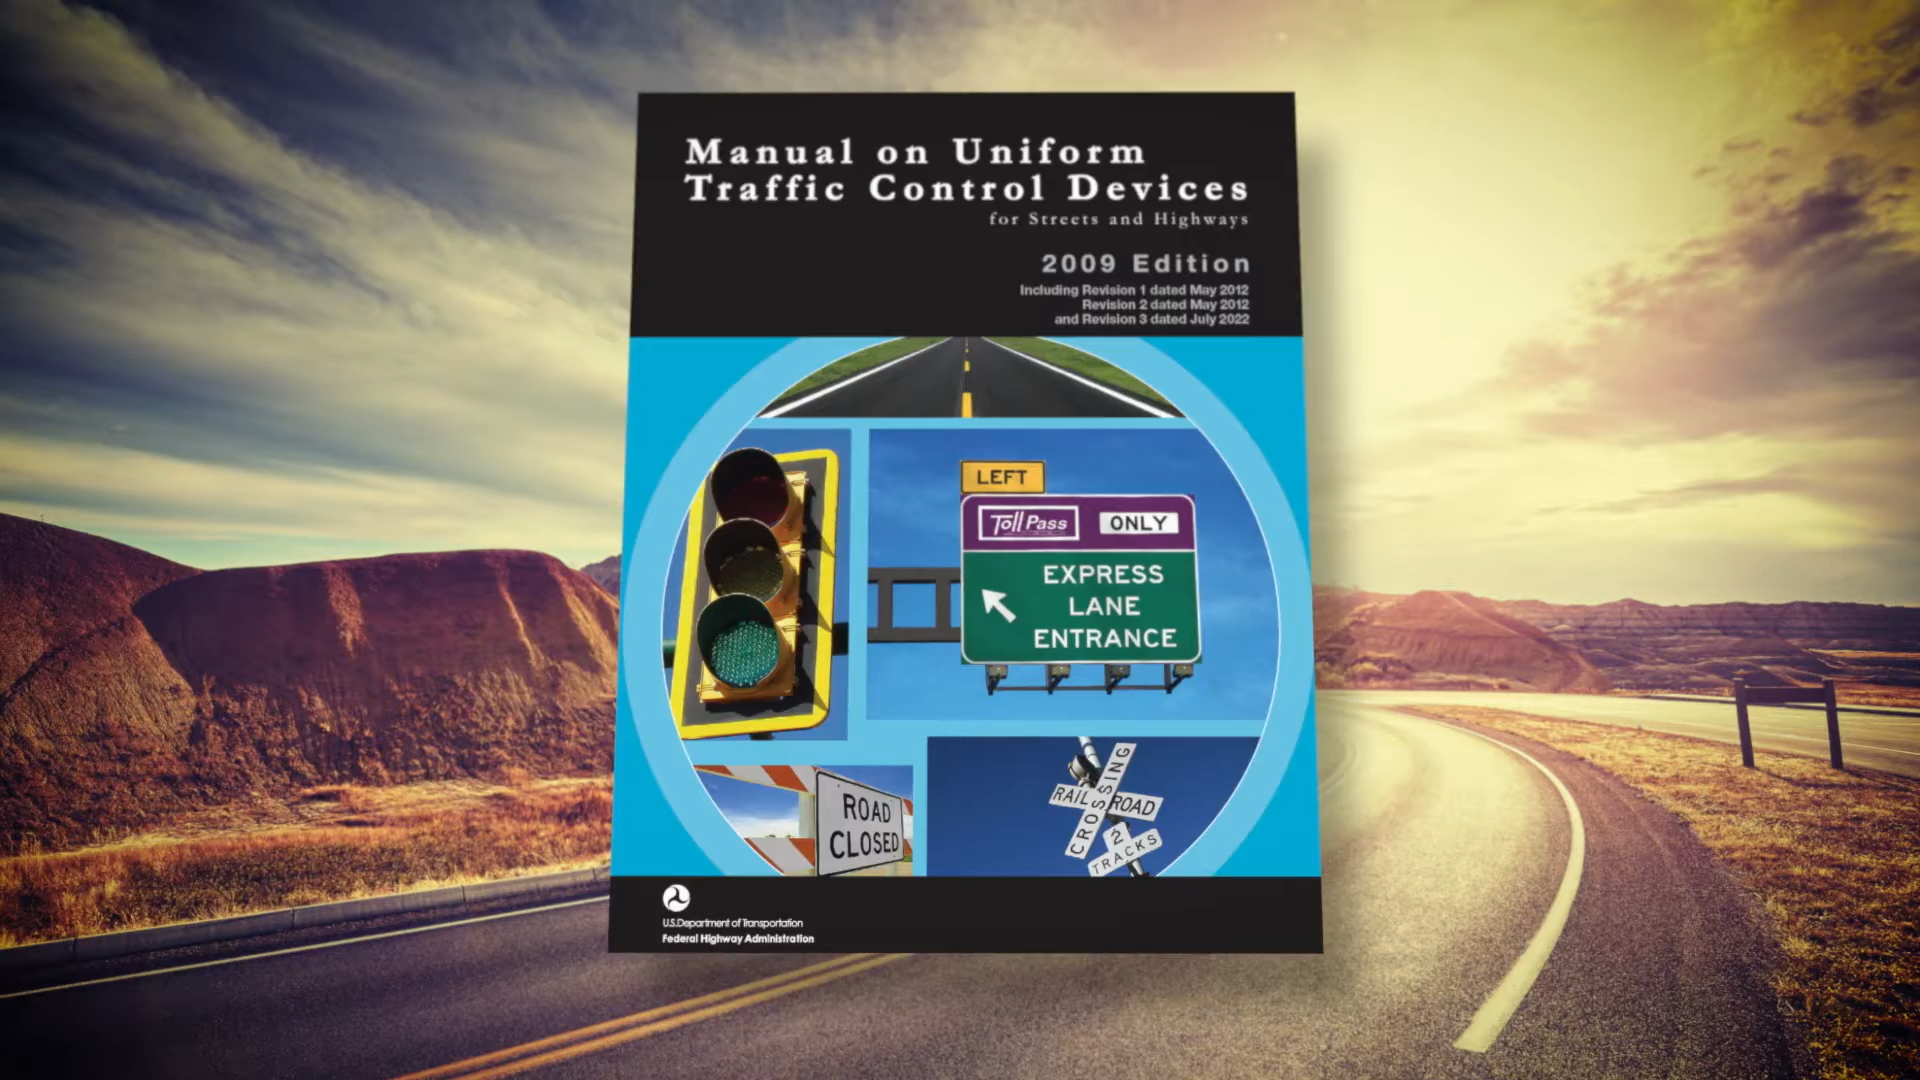 Manual on Uniform
Traffic Control Devices
for Streets and Highways
2009 Edition
Including Revision 1 dated May 2012
Revision 2 dated May 2012
and Revision 3 dated July 2022
LEFT
Toll Pass ONLY
EXPRESS
LANE
ENTRANCE
ROAD
CLOSED
RAILROAD
CROSSING
2
TRACKS
U.S.Department of Transportation
Federal Highway Administration